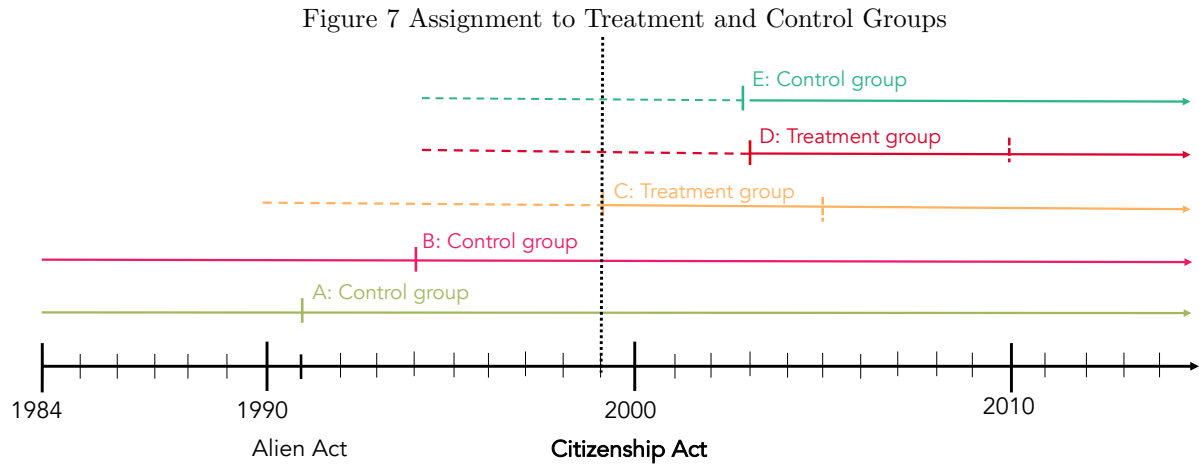 Figure 7 Assignment to Treatment and Control Groups
E: Control group
D: Treatment group
C: Treatment group
B: Control group
A: Control group
1984 1990 2000 2010
Alien Act Citizenship Act